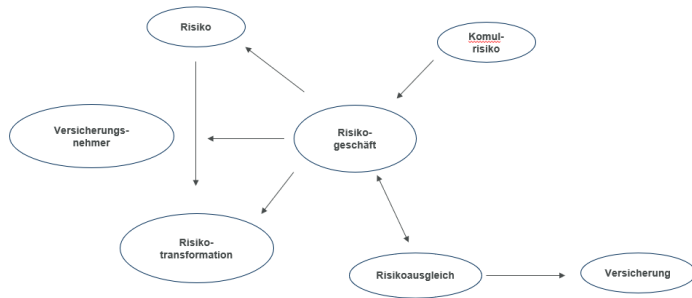 Risiko
Komul-
risiko
Versicherungs-
nehmer
Risiko-
geschäft
Risiko-
transformation
Risikoausgleich
Versicherung